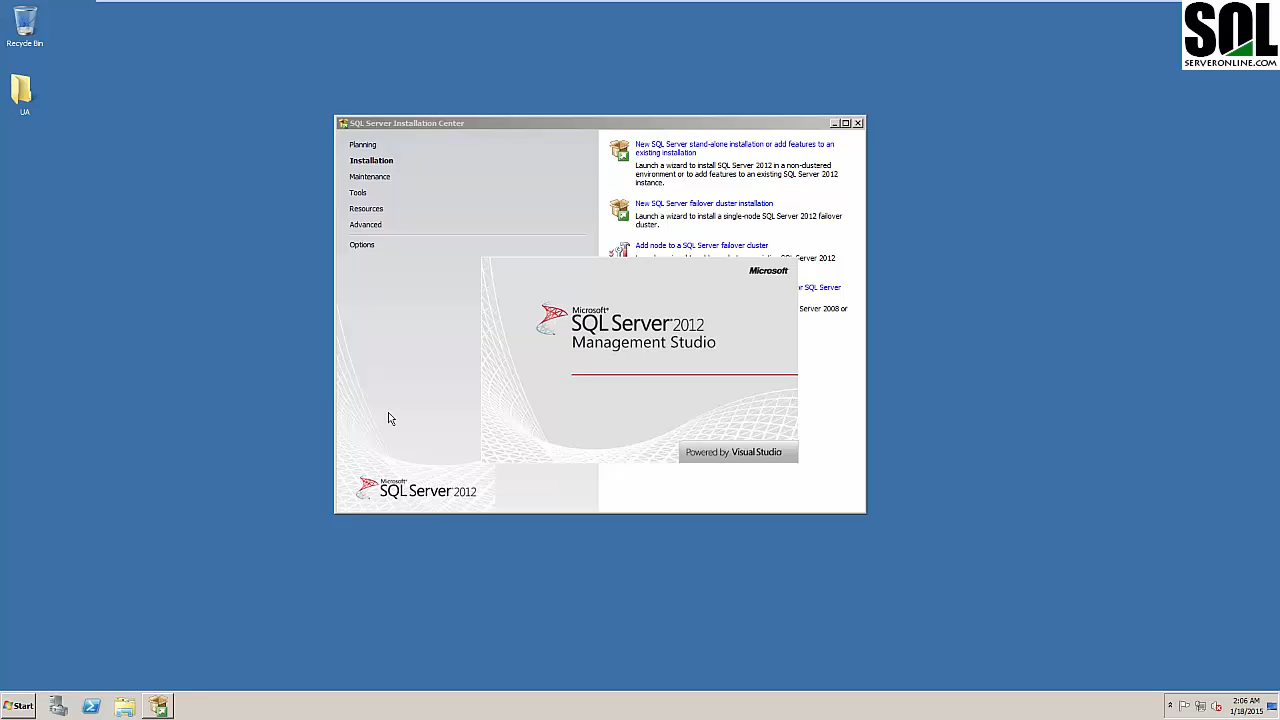 Recycle Bin
UA
SQL
SERVERONLINE.COM
SQL Server Installation Center
Planning
Installation
Maintenance
Tools
Resources
Advanced
Options
New SQL Server stand-alone installation or add features to an
existing installation
Launch a wizard to install SQL Server 2012 in a non-clustered
environment or to add features to an existing SQL Server 2012
instance.
New SQL Server failover cluster installation
Launch a wizard to install a single-node SQL Server 2012 failover
cluster.
Add node to a SQL Server failover cluster
Server 2012
or SQL Server
Server 2008 or
Microsoft
Microsoft®
SQL Server® 2012
Management Studio
Powered by Visual Studio
Microsoft®
SQL Server 2012
Start
2:06 AM
1/18/2015